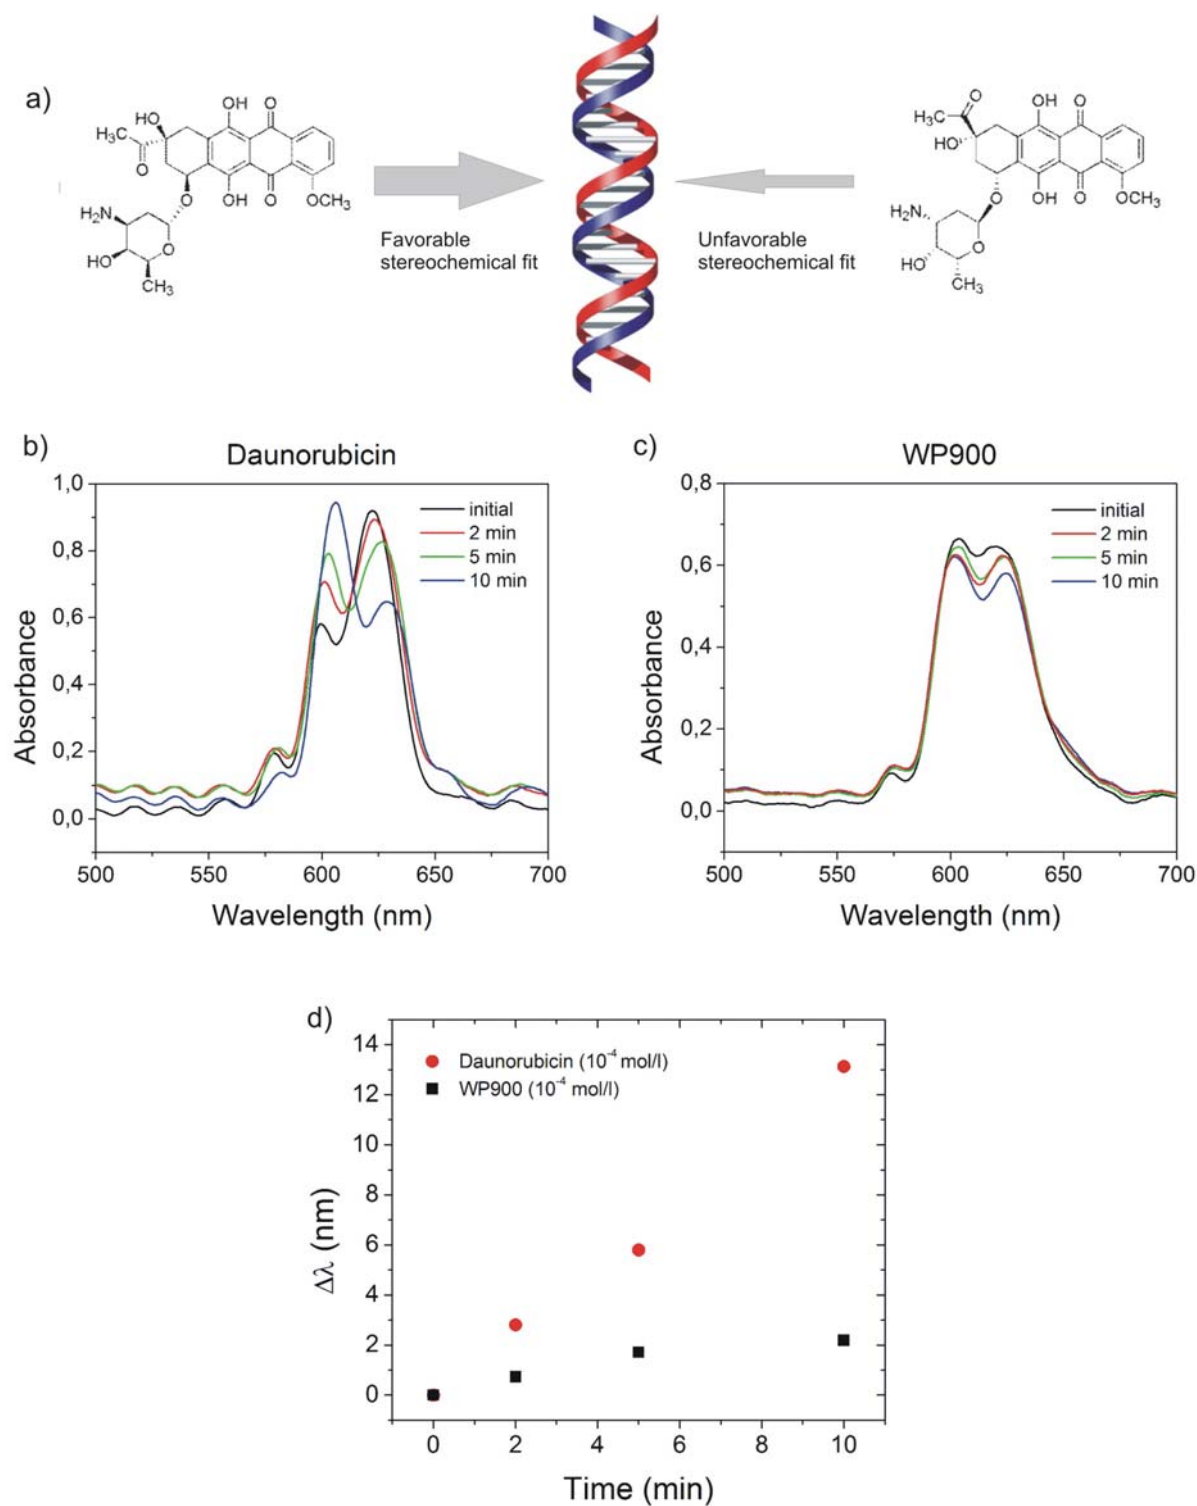 a)
HO
H₃C
O
OH
O
O
OH
O
OCH₃
H₂N
O
HO
CH₃
Favorable
stereochemical fit
Unfavorable
stereochemical fit
O
H₃C
HO
OH
O
O
OH
O
OCH₃
H₂N
O
HO
CH₃
b)
Daunorubicin
1,0
0,8
0,6
0,4
0,2
0,0
Absorbance
initial
2 min
5 min
10 min
500
550
600
650
700
Wavelength (nm)
c)
WP900
0,8
0,6
0,4
0,2
0,0
Absorbance
initial
2 min
5 min
10 min
500
550
600
650
700
Wavelength (nm)
d)
14
12
10
8
6
4
2
0
Δλ (nm)
Daunorubicin (10⁻⁴ mol/l)
WP900 (10⁻⁴ mol/l)
0
2
4
6
8
10
Time (min)